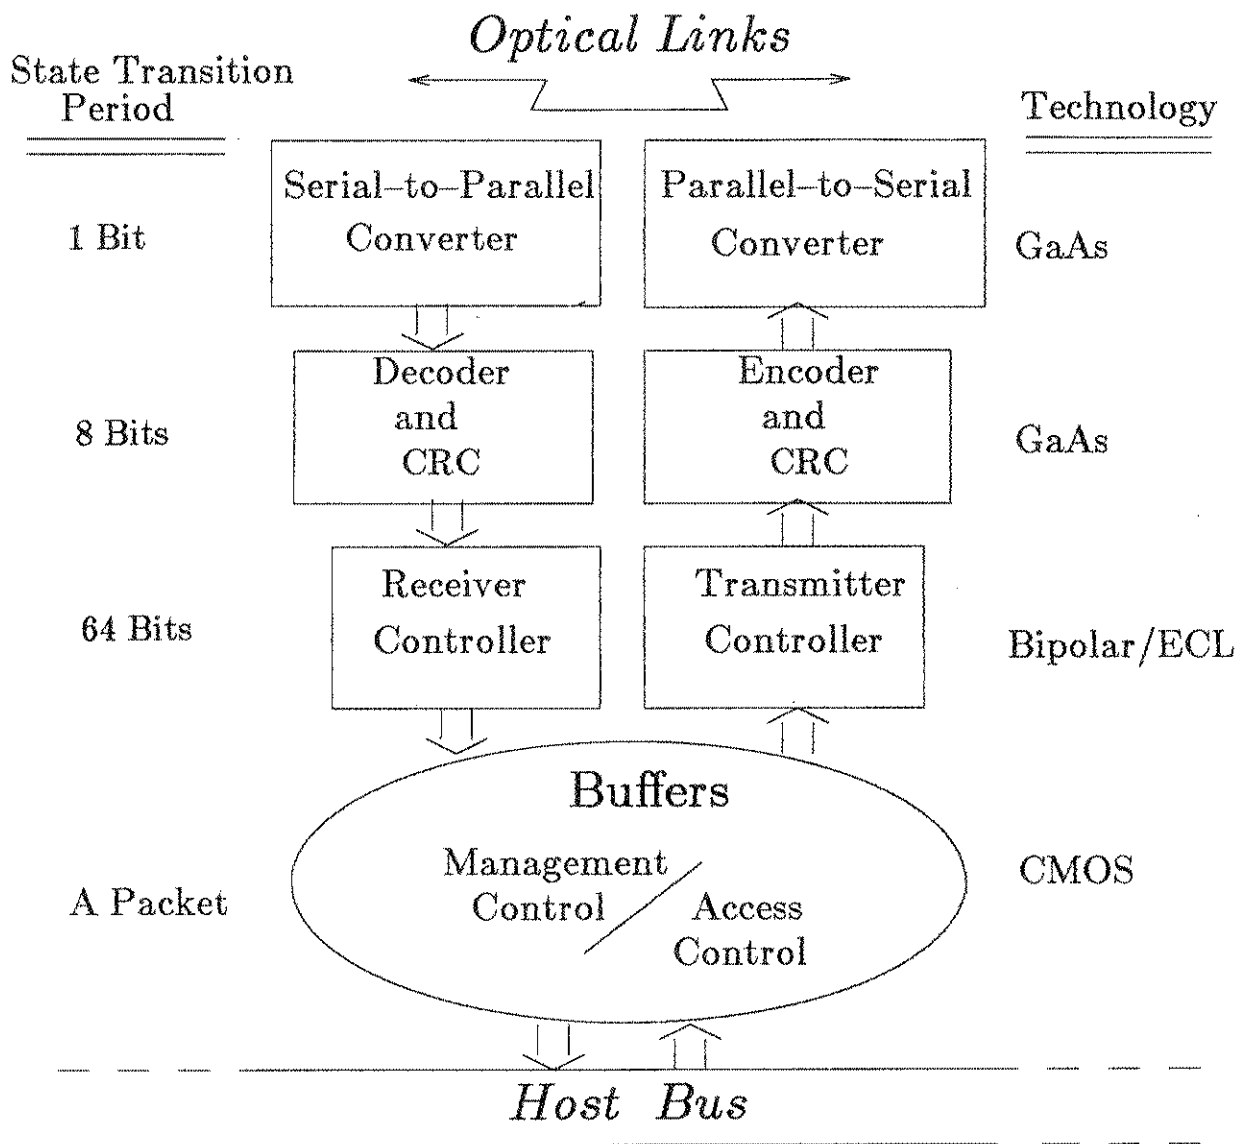 Optical Links
State Transition
Period
Technology
Serial–to–Parallel
Converter
Parallel–to–Serial
Converter
1 Bit
GaAs
Decoder
and
CRC
Encoder
and
CRC
8 Bits
GaAs
Receiver
Controller
Transmitter
Controller
64 Bits
Bipolar/ECL
Buffers
Management
Control
Access
Control
A Packet
CMOS
Host Bus